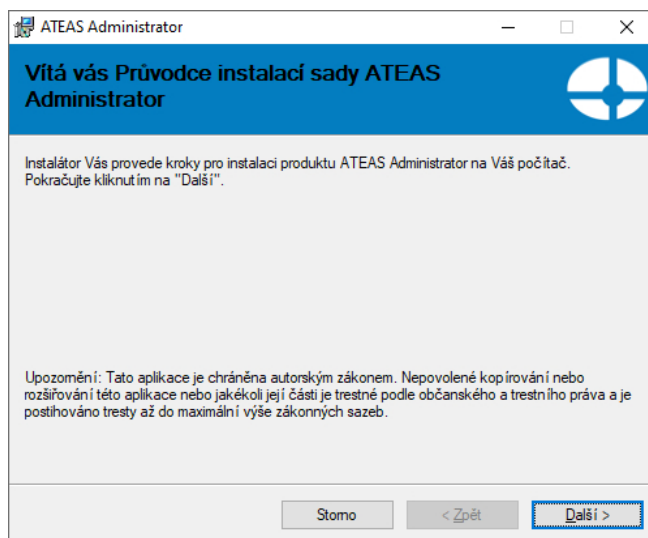 ATEAS Administrator
Vítá vás Průvodce instalací sady ATEAS
Administrator
Instalátor Vás provede kroky pro instalaci produktu ATEAS Administrator na Váš počítač.
Pokračujte kliknutím na "Další".
Upozornění: Tato aplikace je chráněna autorským zákonem. Nepovolené kopírování nebo
rozšiřování této aplikace nebo jakékoli její části je trestné podle občanského a trestního práva a je
postihováno tresty až do maximální výše zákonných sazeb.
Storno
< Zpět
Další >